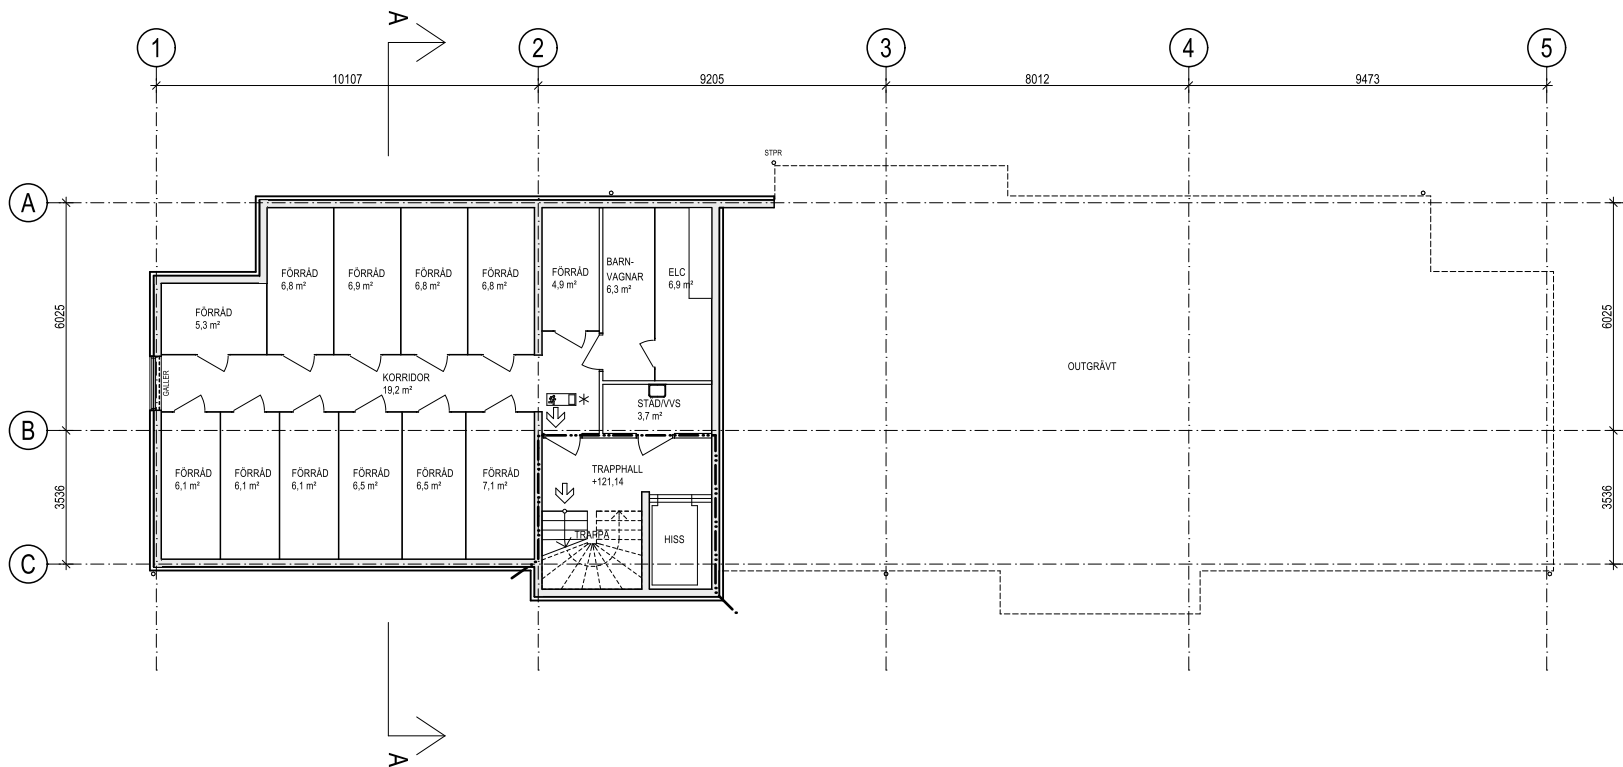 A
1
2
3
4
5
10107
9205
8012
9473
STPR
A
FÖRRÅD
6,8 m²
FÖRRÅD
6,9 m²
FÖRRÅD
6,8 m²
FÖRRÅD
6,8 m²
FÖRRÅD
4,9 m²
BARN-
VAGNAR
6,3 m²
ELC
6,9 m²
FÖRRÅD
5,3 m²
6025
6025
GALLER
KORRIDOR
19,2 m²
OUTGRÄVT
STÄD/VVS
3,7 m²
B
FÖRRÅD
6,1 m²
FÖRRÅD
6,1 m²
FÖRRÅD
6,1 m²
FÖRRÅD
6,5 m²
FÖRRÅD
6,5 m²
FÖRRÅD
7,1 m²
TRAPPHALL
+121,14
3536
3536
TRAPPA
HISS
C
A